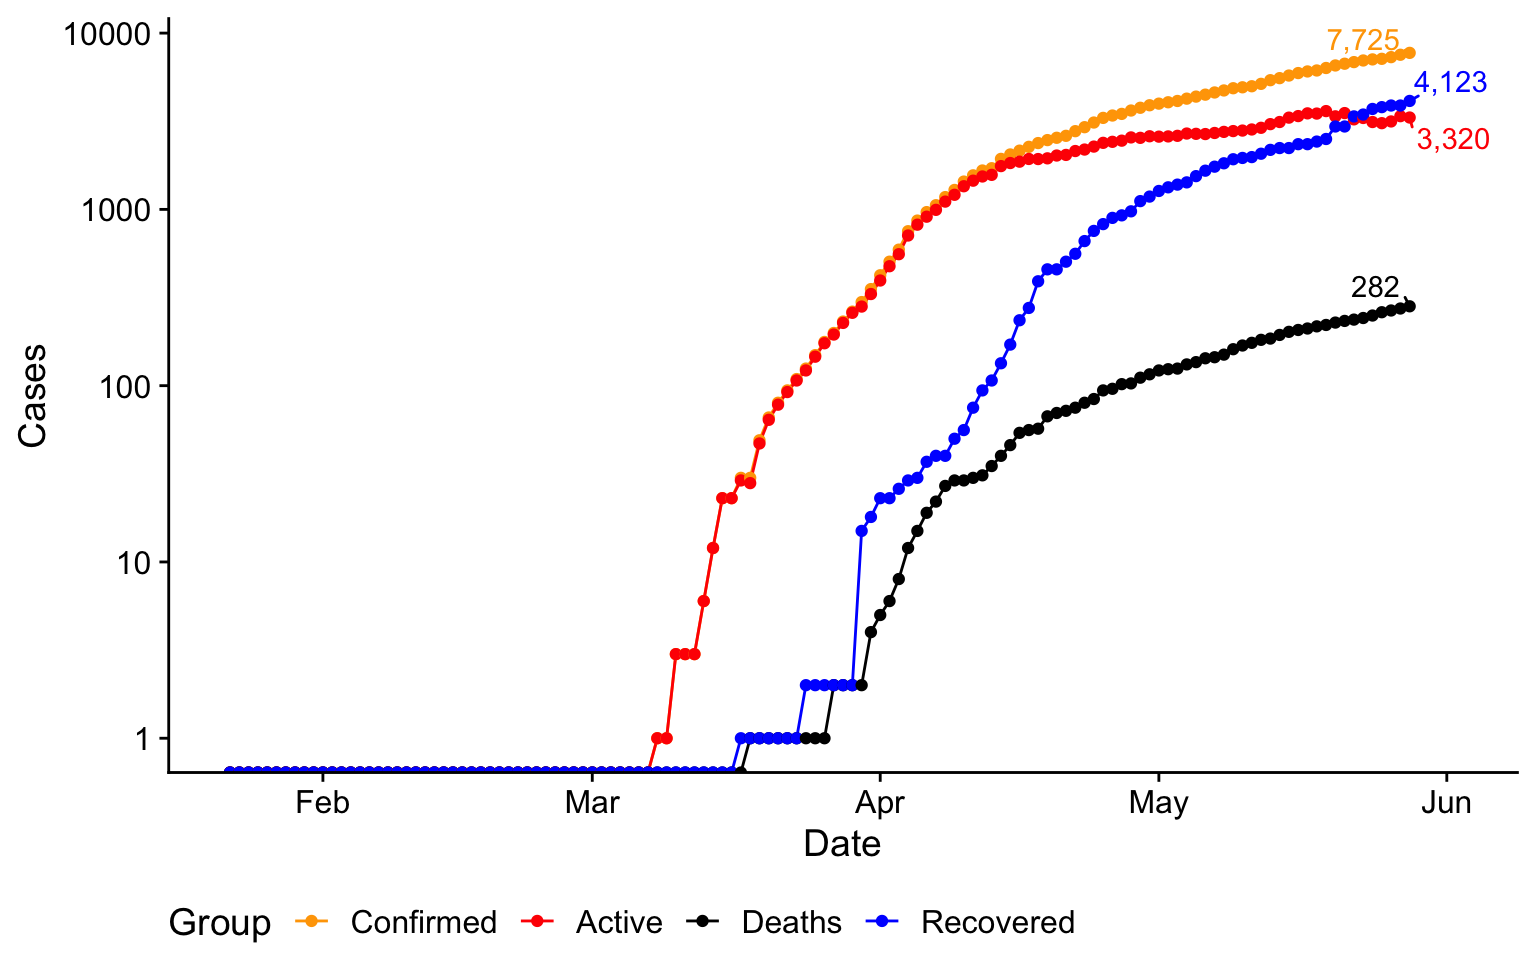 10000
1000
100
10
1
Cases
7,725
4,123
3,320
282
Feb Mar Apr May Jun
Date
Group Confirmed Active Deaths Recovered